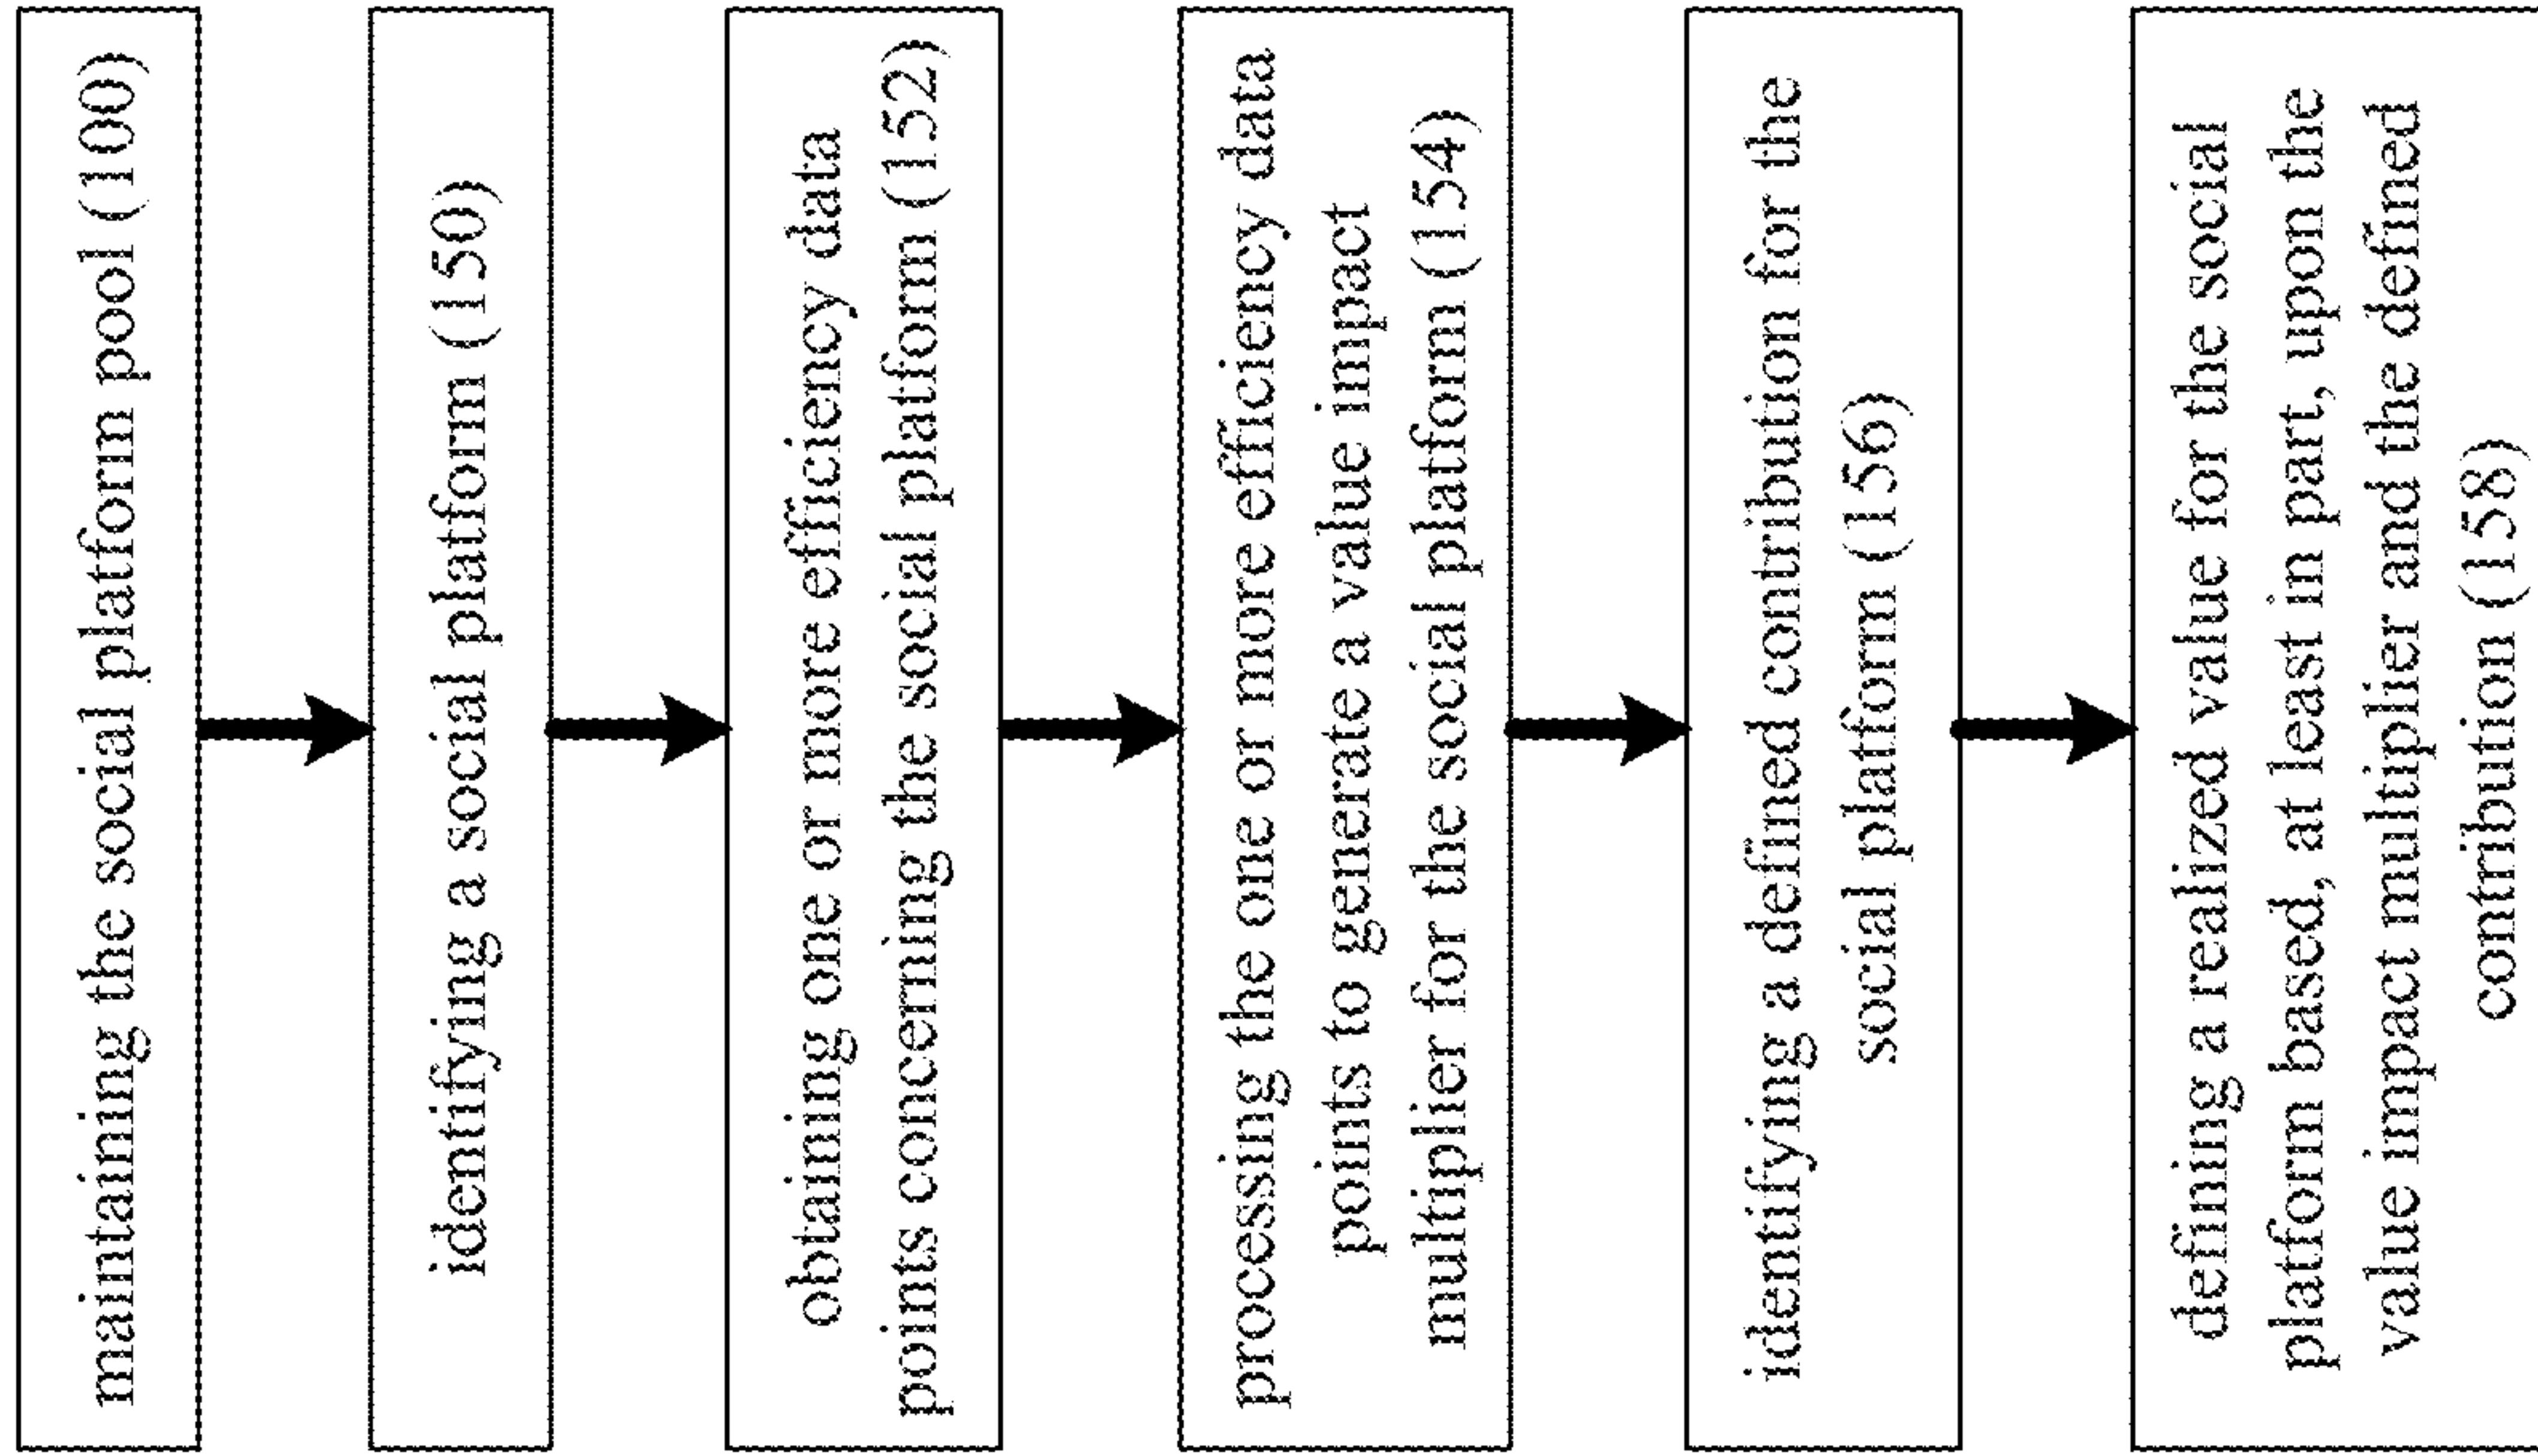 maintaining the social platform pool (100)
identifying a social platform (150)
obtaining one or more efficiency data
points concerning the social platform (152)
processing the one or more efficiency data
points to generate a value impact
multiplier for the social platform (154)
identifying a defined contribution for the
social platform (156)
defining a realized value for the social
platform based, at least in part, upon the
value impact multiplier and the defined
contribution (158)